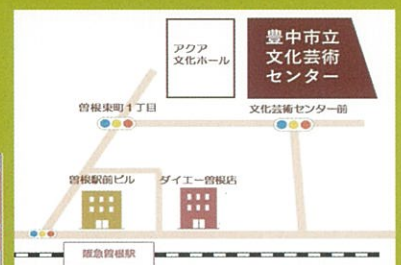 アクア
文化ホール
豊中市立
文化芸術
センター
曽根東町1丁目
文化芸術センター前
曽根駅前ビル
ダイエー曽根店
阪急曽根駅